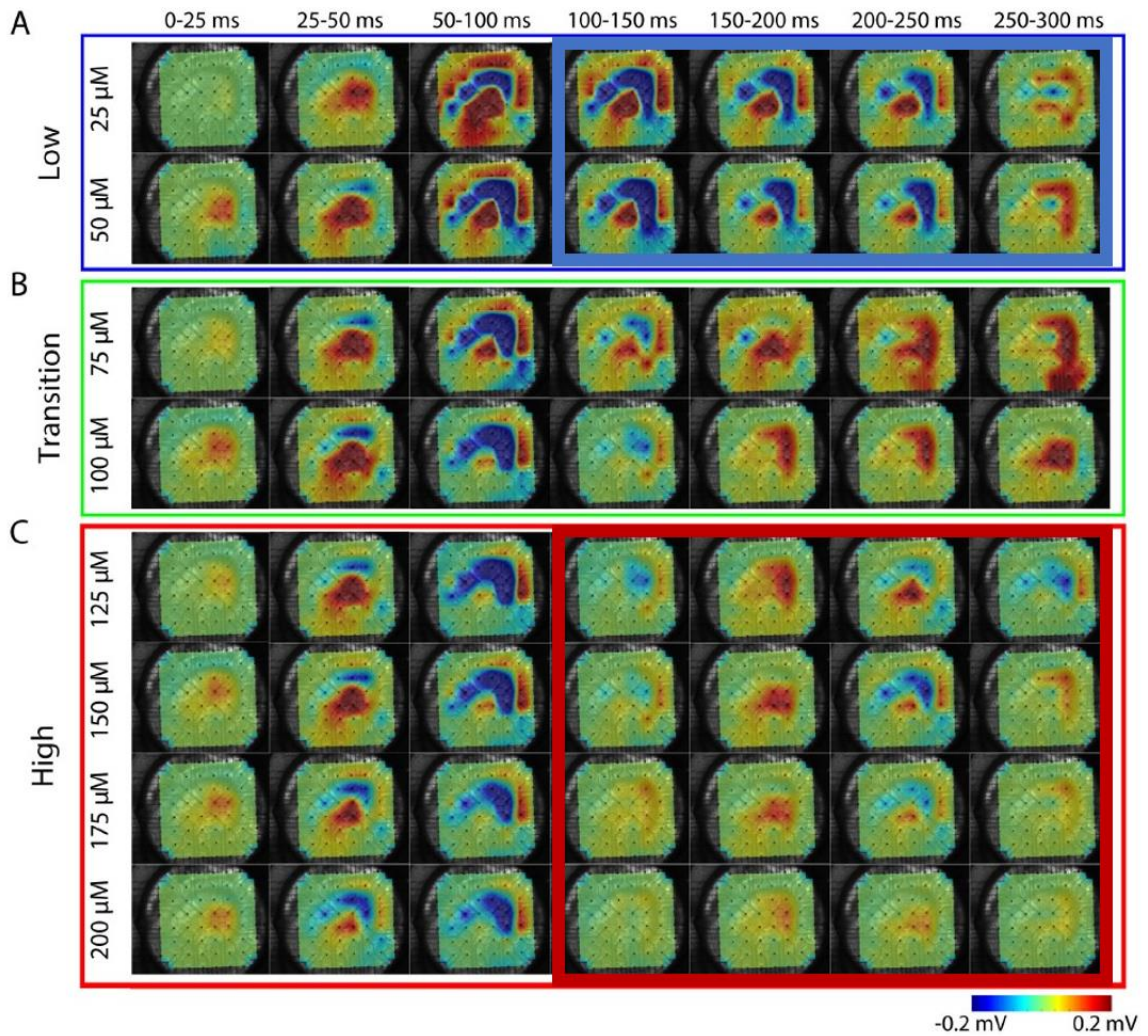 A
0-25 ms 25-50 ms 50-100 ms 100-150 ms 150-200 ms 200-250 ms 250-300 ms
Low
25 µM
50 µM
B
Transition
75 µM
100 µM
C
High
125 µM
150 µM
175 µM
200 µM
-0.2 mV 0.2 mV